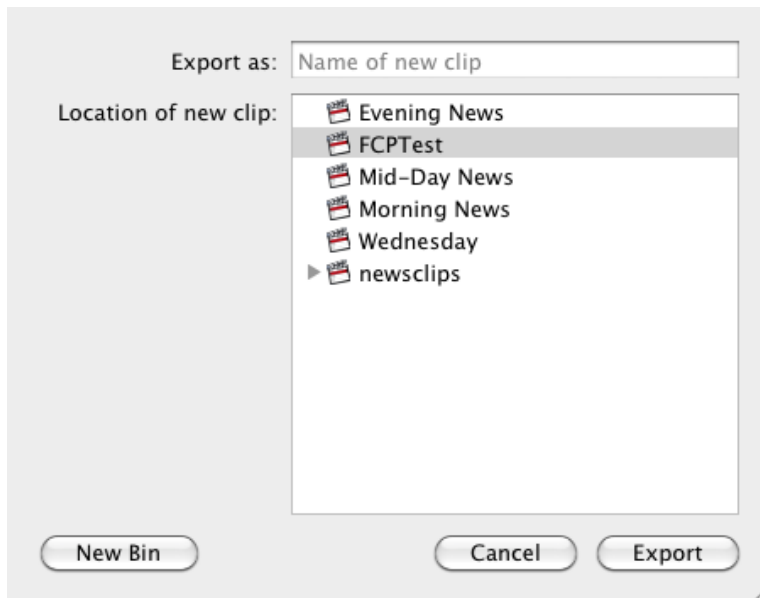 Export as: Name of new clip
Location of new clip:
Evening News
FCPTest
Mid-Day News
Morning News
Wednesday
newsclips
New Bin Cancel Export